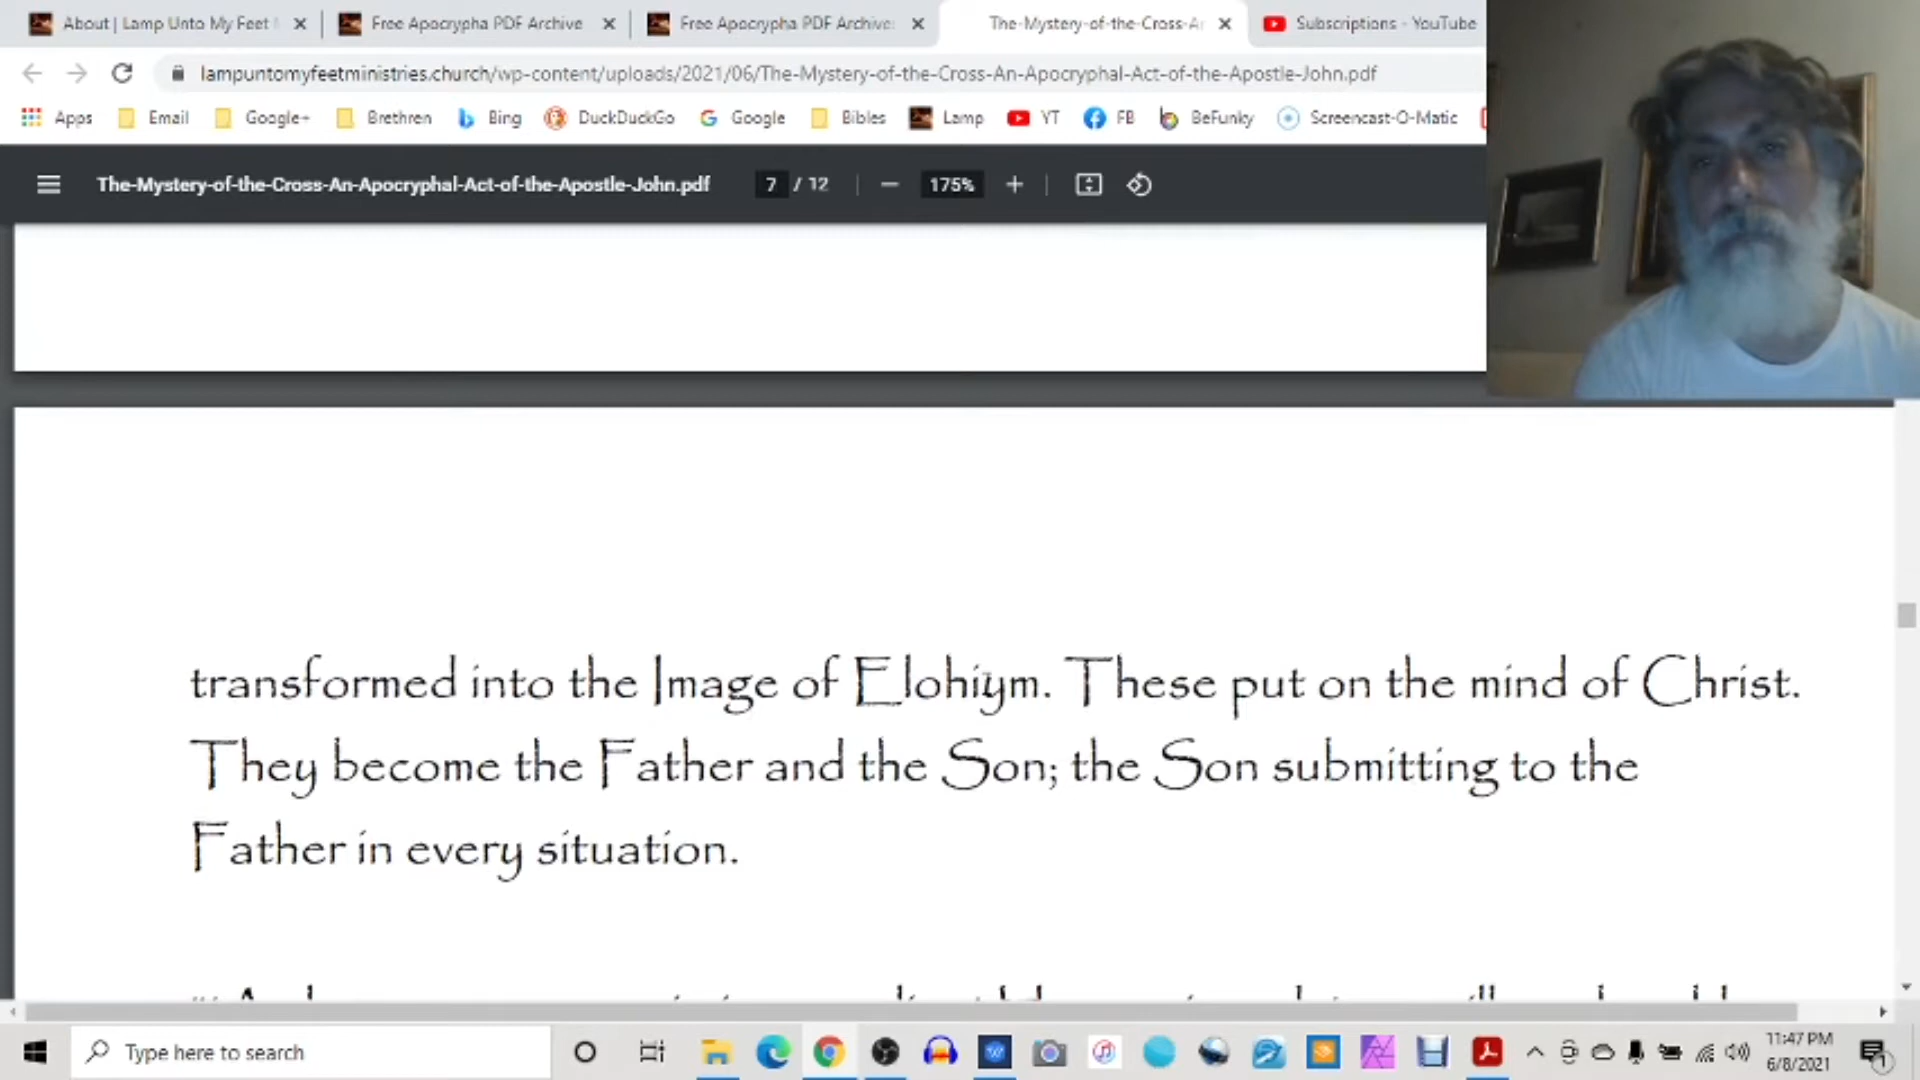 About | Lamp Unto My Feet
Free Apocrypha PDF Archive
Free Apocrypha PDF Archive
The-Mystery-of-the-Cross-A
Subscriptions - YouTube
lampuntomyfeetministries.church/wp-content/uploads/2021/06/The-Mystery-of-the-Cross-An-Apocryphal-Act-of-the-Apostle-John.pdf
Apps Email Google+ Brethren Bing DuckDuckGo Google Bibles Lamp YT FB BeFunky Screencast-O-Matic
The-Mystery-of-the-Cross-An-Apocryphal-Act-of-the-Apostle-John.pdf 7 / 12 175%
transformed into the Image of Elohiym. These put on the mind of Christ.
They become the Father and the Son; the Son submitting to the
Father in every situation.
Type here to search
11:47 PM
6/8/2021